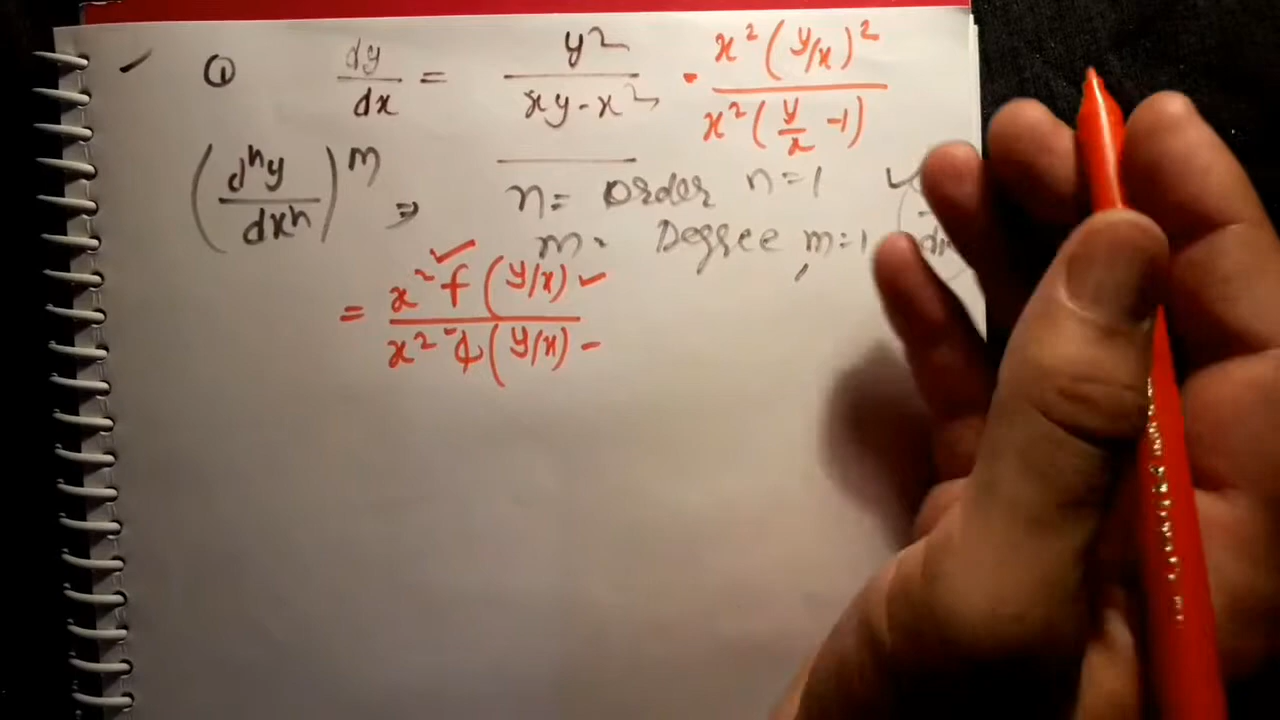 ① dy/dx = y²/(xy-x²) = x²(y/x)²/x²(y/x -1)
(dⁿy/dxⁿ)ᵐ ⇒ n = order n=1
m = Degree, m=1
= x² f(y/x)/x² φ(y/x)